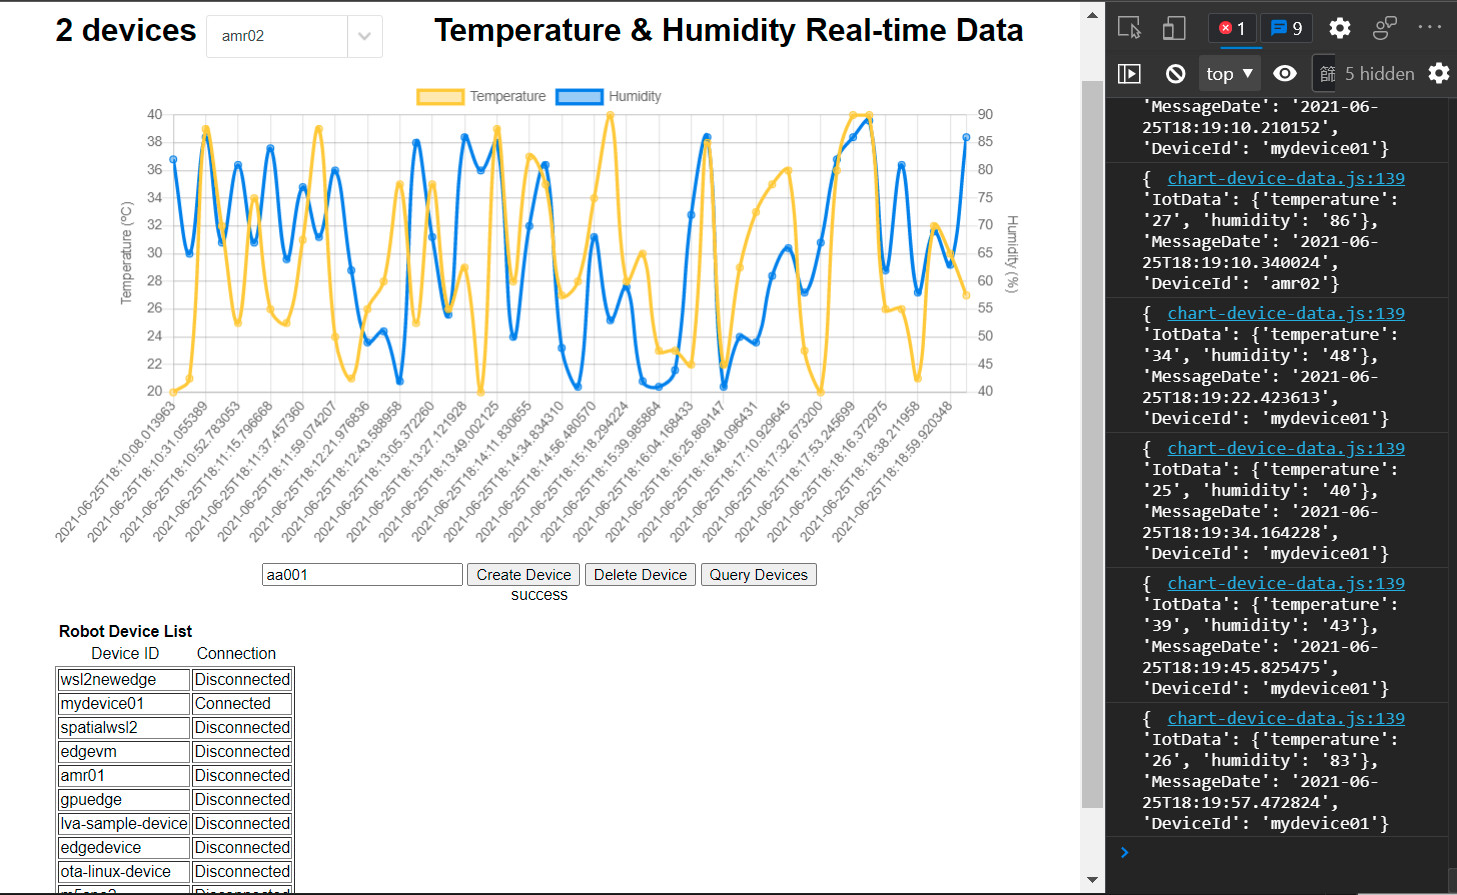 2 devices
amr02
Temperature & Humidity Real-time Data
Temperature
Humidity
40
38
36
34
32
30
28
26
24
22
20
Temperature (ºC)
90
85
80
75
70
65
60
55
50
45
40
Humidity (%)
2021-06-25T18:10:08.013963
2021-06-25T18:10:31.055389
2021-06-25T18:10:52.783053
2021-06-25T18:11:15.796668
2021-06-25T18:11:37.457360
2021-06-25T18:11:59.074207
2021-06-25T18:12:21.976836
2021-06-25T18:12:43.588958
2021-06-25T18:13:05.372260
2021-06-25T18:13:27.121928
2021-06-25T18:13:49.002125
2021-06-25T18:14:11.830655
2021-06-25T18:14:34.834310
2021-06-25T18:14:56.480570
2021-06-25T18:15:18.294224
2021-06-25T18:15:39.985864
2021-06-25T18:16:04.168433
2021-06-25T18:16:25.869147
2021-06-25T18:16:48.096431
2021-06-25T18:17:10.929645
2021-06-25T18:17:32.673200
2021-06-25T18:17:53.245699
2021-06-25T18:18:16.372975
2021-06-25T18:18:38.211958
2021-06-25T18:18:59.920348
aa001
Create Device
Delete Device
Query Devices
success
Robot Device List
Device ID Connection
wsl2newedge Disconnected
mydevice01 Connected
spatialwsl2 Disconnected
edgevm Disconnected
amr01 Disconnected
gpuedge Disconnected
lva-sample-device Disconnected
edgedevice Disconnected
ota-linux-device Disconnected
1
9
top
篩
5 hidden
'MessageDate': '2021-06-
25T18:19:10.210152',
'DeviceId': 'mydevice01'}
{ chart-device-data.js:139
'IotData': {'temperature':
'27', 'humidity': '86'},
'MessageDate': '2021-06-
25T18:19:10.340024',
'DeviceId': 'amr02'}
{ chart-device-data.js:139
'IotData': {'temperature':
'34', 'humidity': '48'},
'MessageDate': '2021-06-
25T18:19:22.423613',
'DeviceId': 'mydevice01'}
{ chart-device-data.js:139
'IotData': {'temperature':
'25', 'humidity': '40'},
'MessageDate': '2021-06-
25T18:19:34.164228',
'DeviceId': 'mydevice01'}
{ chart-device-data.js:139
'IotData': {'temperature':
'39', 'humidity': '43'},
'MessageDate': '2021-06-
25T18:19:45.825475',
'DeviceId': 'mydevice01'}
{ chart-device-data.js:139
'IotData': {'temperature':
'26', 'humidity': '83'},
'MessageDate': '2021-06-
25T18:19:57.472824',
'DeviceId': 'mydevice01'}